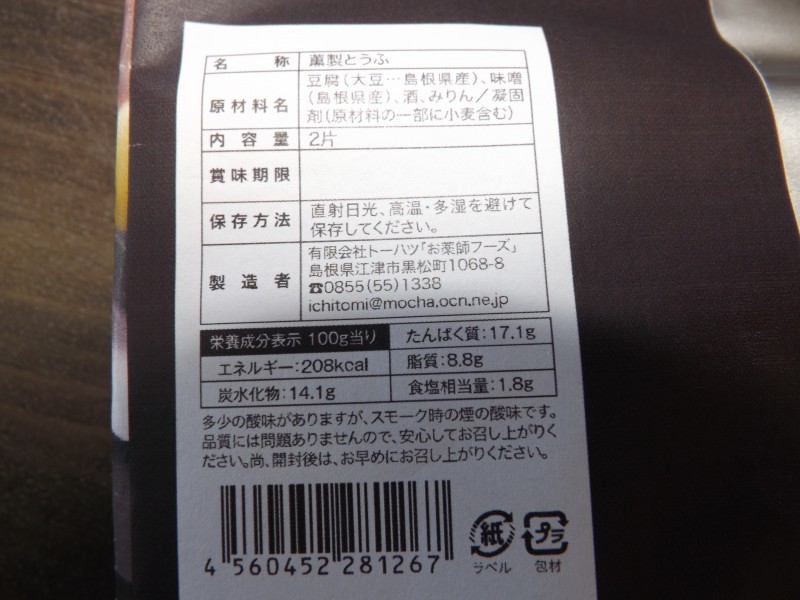 名称 薫製とうふ
原材料名 豆腐(大豆…島根県産)、味噌
(島根県産)、酒、みりん/凝固
剤(原材料の一部に小麦含む)
内容量 2片
賞味期限
保存方法 直射日光、高温・多湿を避けて
保存してください。
製造者 有限会社トーハツ「お薬師フーズ」
島根県江津市黒松町1068-8
☎0855(55)1338
ichitomi@mocha.ocn.ne.jp
栄養成分表示 100g当り たんぱく質:17.1g
エネルギー:208kcal 脂質:8.8g
炭水化物:14.1g 食塩相当量:1.8g
多少の酸味がありますが、スモーク時の煙の酸味です。
品質には問題ありませんので、安心してお召し上がりく
ださい。尚、開封後は、お早めにお召し上がりください。
4 560452 281267
紙 プラ
ラベル 包材